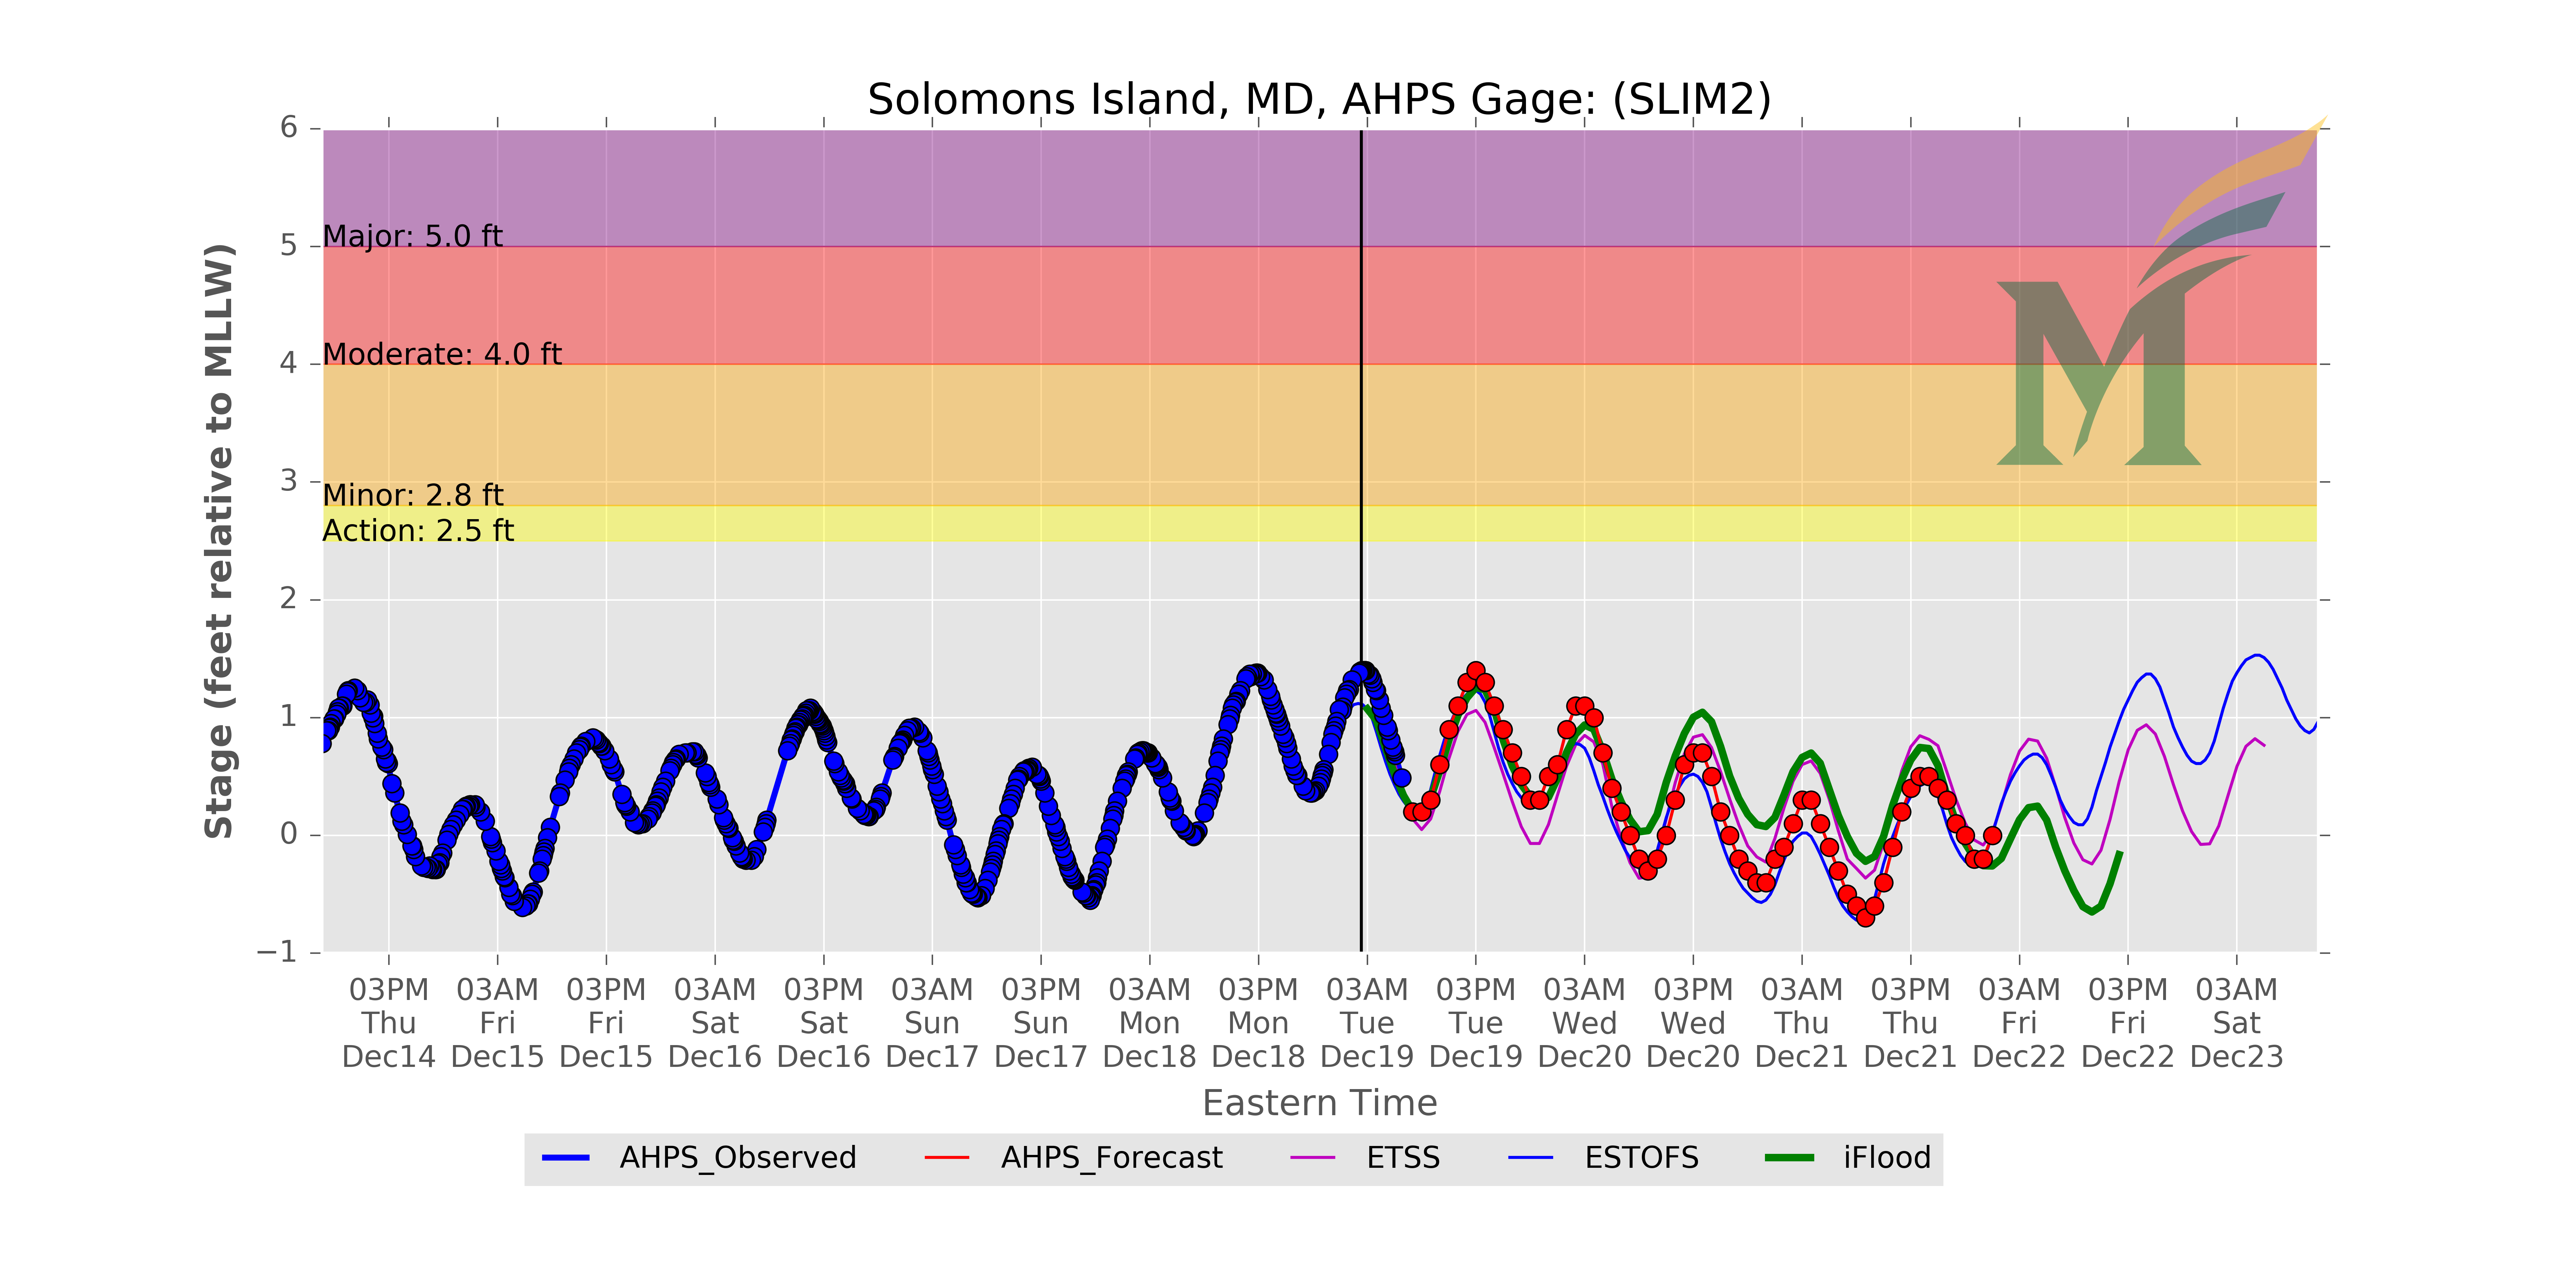 Solomons Island, MD, AHPS Gage: (SLIM2)
Stage (feet relative to MLLW)
6
5
4
3
2
1
0
−1
Major: 5.0 ft
Moderate: 4.0 ft
Minor: 2.8 ft
Action: 2.5 ft
M
03PM 03AM 03PM 03AM 03PM 03AM 03PM 03AM 03PM 03AM 03PM 03AM 03PM 03AM 03PM 03AM 03PM 03AM
Thu Fri Fri Sat Sat Sun Sun Mon Mon Tue Tue Wed Wed Thu Thu Fri Fri Sat
Dec14 Dec15 Dec15 Dec16 Dec16 Dec17 Dec17 Dec18 Dec18 Dec19 Dec19 Dec20 Dec20 Dec21 Dec21 Dec22 Dec22 Dec23
Eastern Time
AHPS_Observed AHPS_Forecast ETSS ESTOFS iFlood